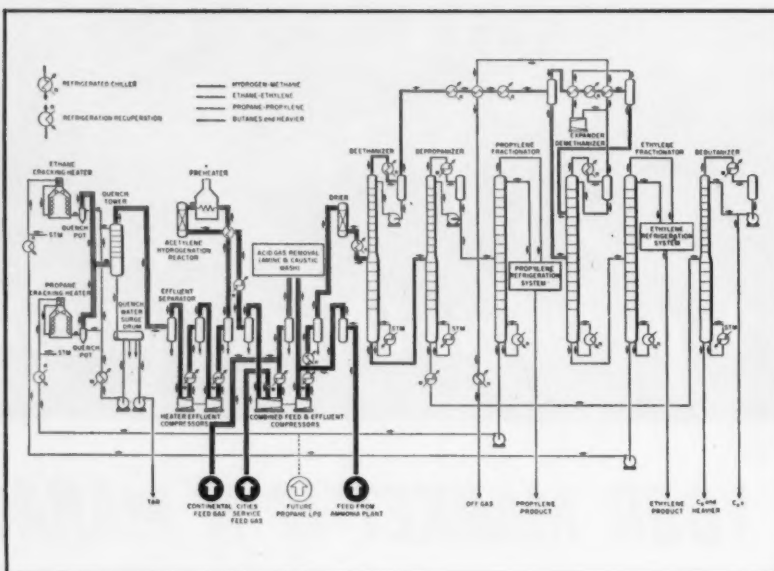 REFRIGERATED CHILLER
REFRIGERATION RECUPERATION
HYDROGEN-METHANE
ETHANE-ETHYLENE
PROPANE-PROPYLENE
BUTANES and HEAVIER
ETHANE
CRACKING HEATER
QUENCH
TOWER
PREHEATER
ACETYLENE
HYDROGENATION
REACTOR
STM
QUENCH
POT
PROPANE
CRACKING HEATER
QUENCH
POT
STM
QUENCH
WATER
SURGE
DRUM
EFFLUENT
SEPARATOR
ACID GAS REMOVAL
(AMINE & CAUSTIC
WASH)
DRIER
HEATER EFFLUENT
COMPRESSORS
COMBINED FEED & EFFLUENT
COMPRESSORS
DEETHANIZER
DEPROPANIZER
PROPYLENE
FRACTIONATOR
EXPANDER
DEMETHANIZER
ETHYLENE
FRACTIONATOR
DEBUTANIZER
PROPYLENE
REFRIGERATION
SYSTEM
ETHYLENE
REFRIGERATION
SYSTEM
STM
STM
STM
TAR
CONTINENTAL
FEED GAS
CITIES
SERVICE
FEED GAS
FUTURE
PROPANE LPG
FEED FROM
AMMONIA PLANT
OFF GAS
PROPYLENE
PRODUCT
ETHYLENE
PRODUCT
C5 and
HEAVIER